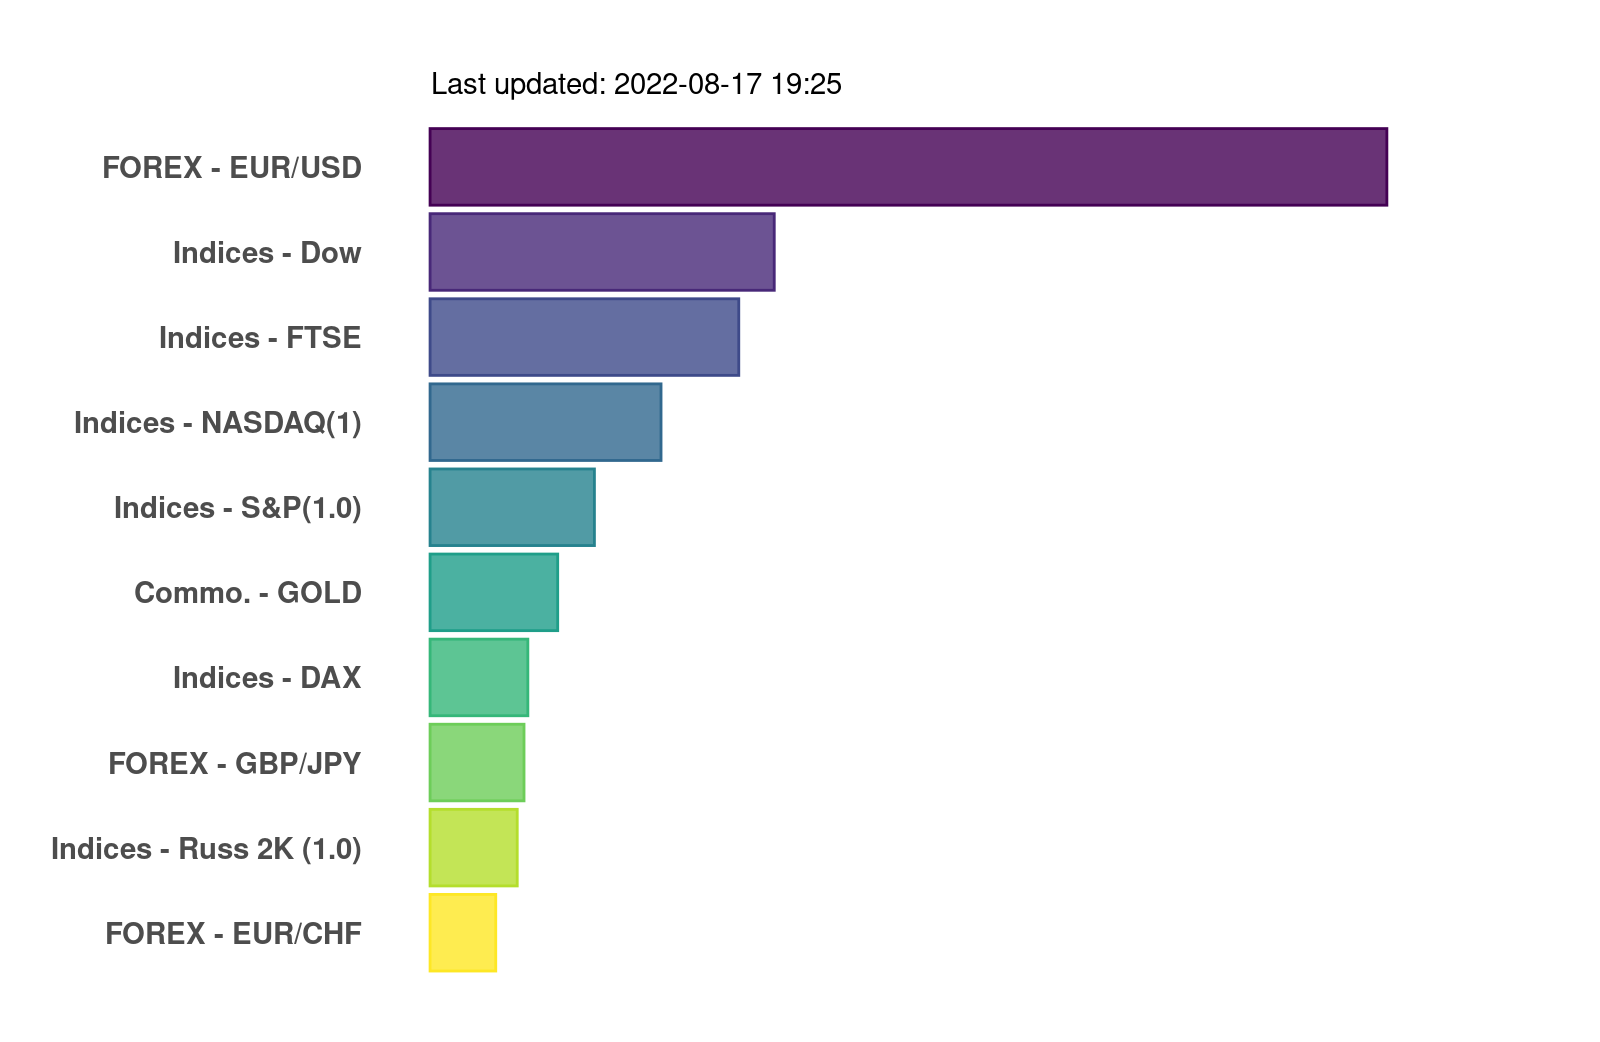 Last updated: 2022-08-17 19:25
FOREX - EUR/USD
Indices - Dow
Indices - FTSE
Indices - NASDAQ(1)
Indices - S&P(1.0)
Commo. - GOLD
Indices - DAX
FOREX - GBP/JPY
Indices - Russ 2K (1.0)
FOREX - EUR/CHF